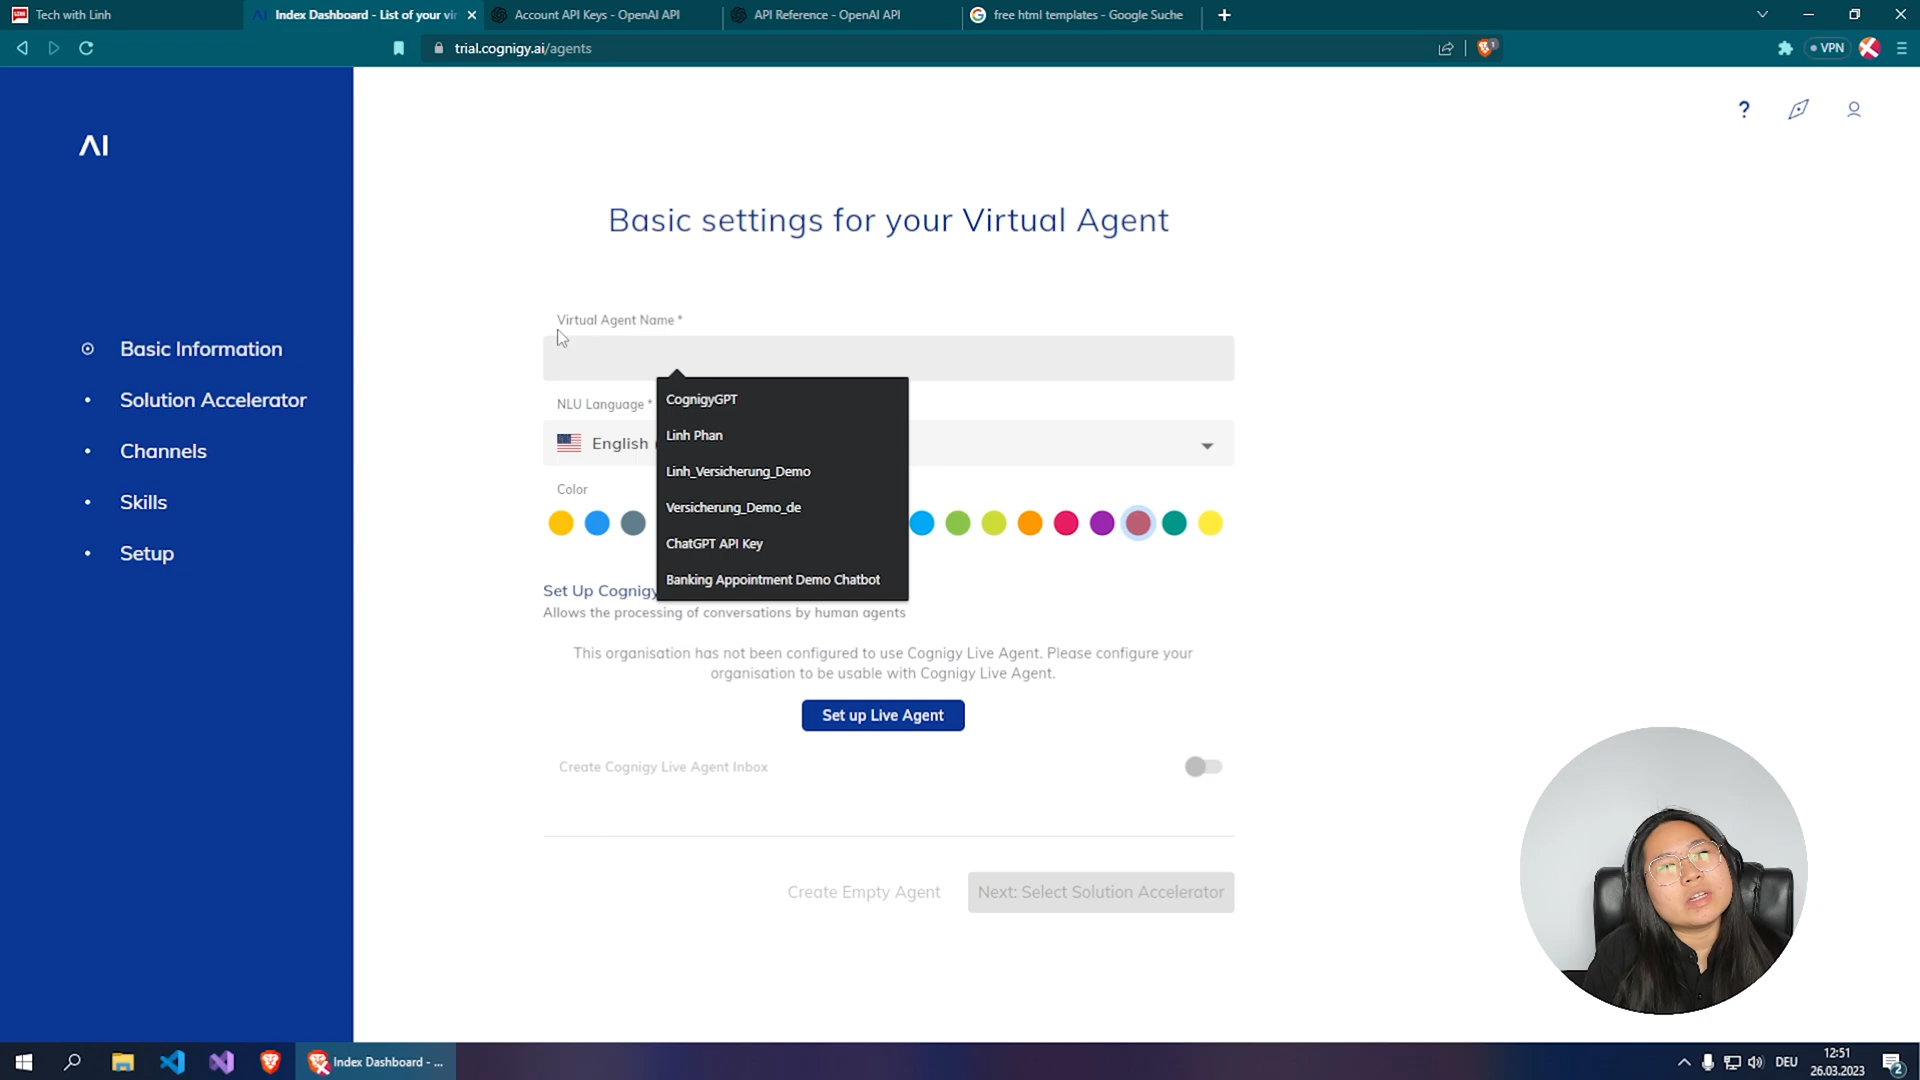 Tech with Linh
Index Dashboard - List of your vir
Account API Keys - OpenAI API
API Reference - OpenAI API
free html templates - Google Suche
trial.cognigy.ai/agents
VPN
AI
Basic settings for your Virtual Agent
Virtual Agent Name *
Basic Information
Solution Accelerator
Channels
Skills
Setup
CognigyGPT
Linh Phan
Linh_Versicherung_Demo
Versicherung_Demo_de
ChatGPT API Key
Banking Appointment Demo Chatbot
NLU Language *
English
Color
Set Up Cognigy
Allows the processing of conversations by human agents
This organisation has not been configured to use Cognigy Live Agent. Please configure your
organisation to be usable with Cognigy Live Agent.
Set up Live Agent
Create Cognigy Live Agent Inbox
Create Empty Agent
Next: Select Solution Accelerator
Index Dashboard - ...
DEU
12:51
26.03.2023
2